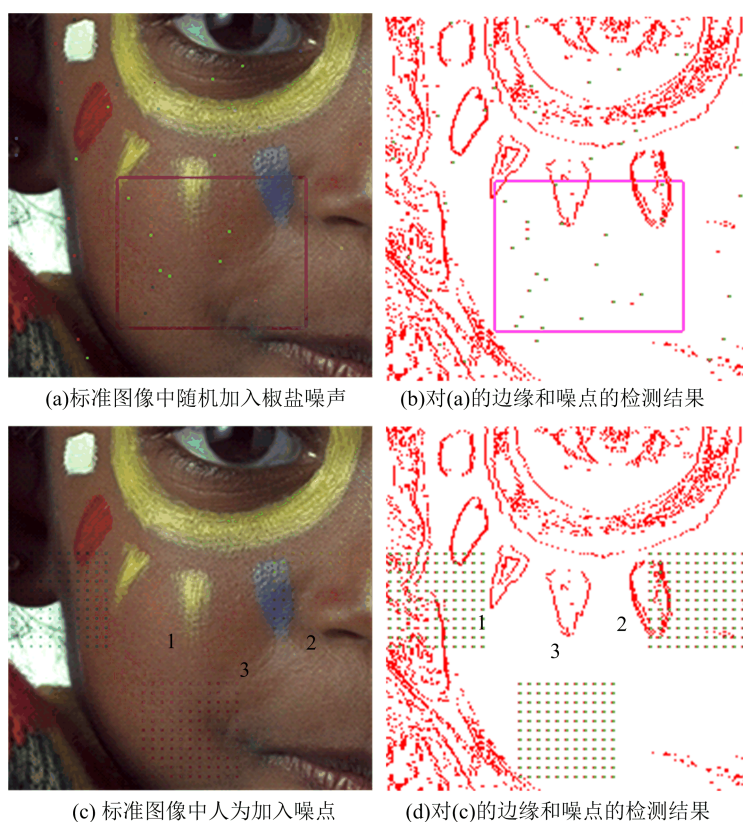 (a)标准图像中随机加入椒盐噪声
(b)对(a)的边缘和噪点的检测结果
1
2
3
1
2
3
(c) 标准图像中人为加入噪点
(d)对(c)的边缘和噪点的检测结果